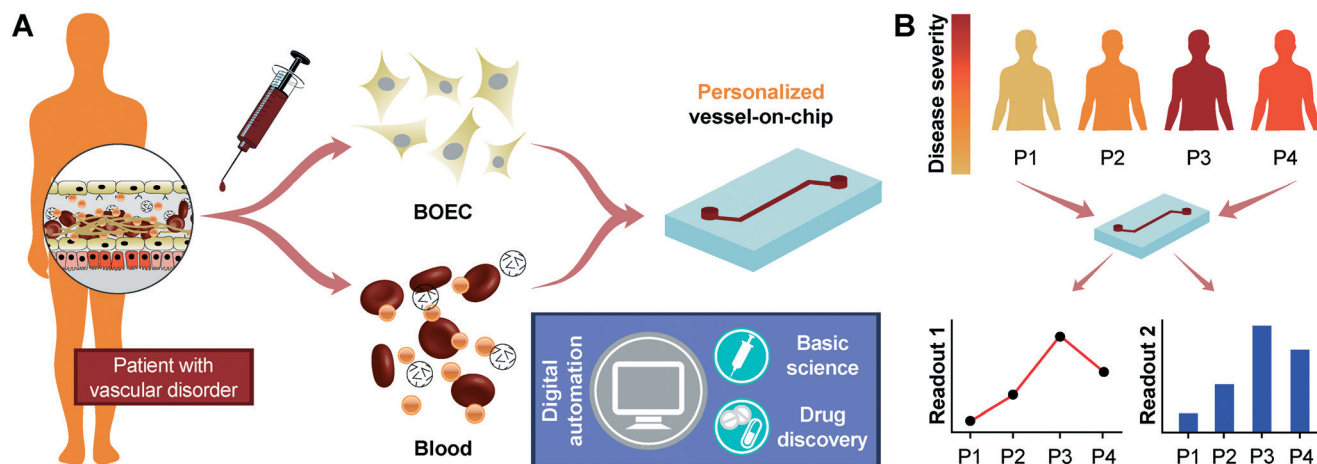 A
Patient with
vascular disorder
BOEC
Blood
Personalized
vessel-on-chip
Digital
automation
Basic
science
Drug
discovery
B
Disease severity
P1
P2
P3
P4
Readout 1
P1 P2 P3 P4
Readout 2
P1 P2 P3 P4